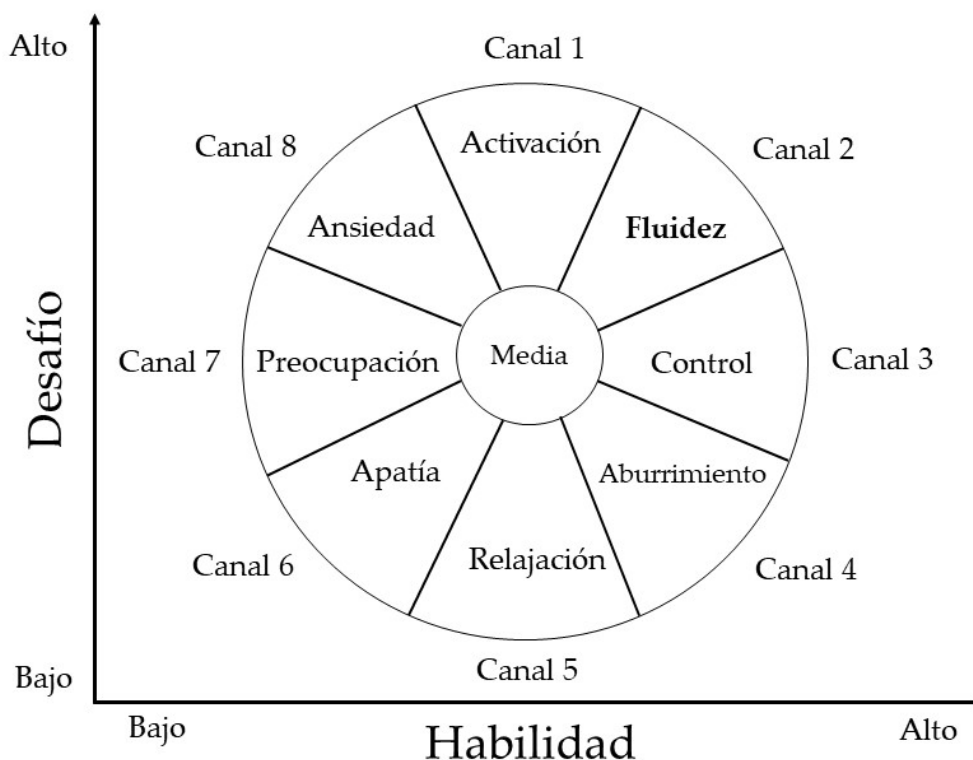 Alto
Canal 1
Canal 8
Activación
Canal 2
Ansiedad
Fluidez
Desafío
Canal 7
Preocupación
Media
Control
Canal 3
Apatía
Aburrimiento
Canal 6
Relajación
Canal 4
Canal 5
Bajo
Bajo
Habilidad
Alto